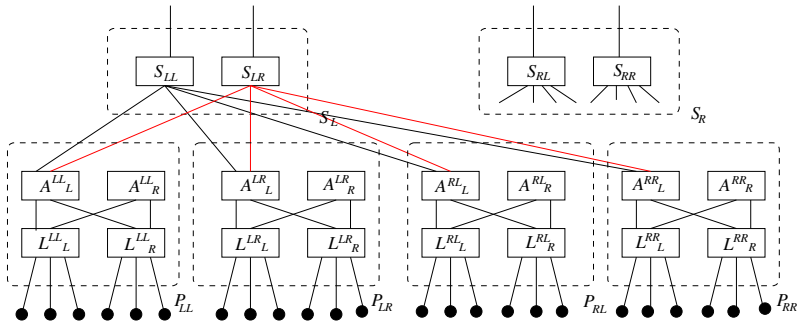 S_LL S_LR S_RL S_RR
S_L S_R
A^LL_L A^LL_R A^LR_L A^LR_R A^RL_L A^RL_R A^RR_L A^RR_R
L^LL_L L^LL_R L^LR_L L^LR_R L^RL_L L^RL_R L^RR_L L^RR_R
P_LL P_LR P_RL P_RR